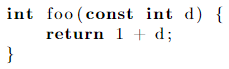 int foo(const int d) {
    return 1 + d;
}